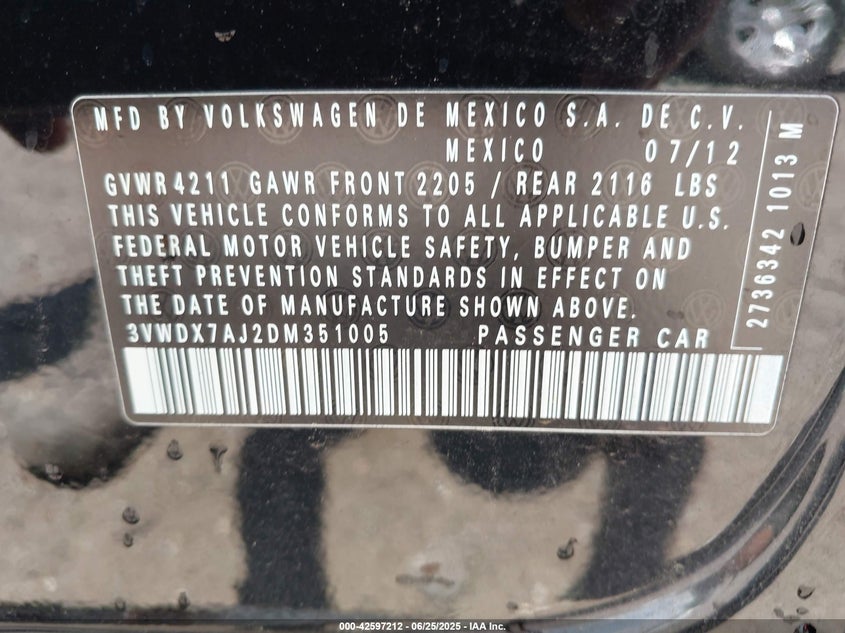 MFD BY VOLKSWAGEN DE MEXICO S.A. DE C.V.
MEXICO 07/12
GVWR 4211 GAWR FRONT 2205 / REAR 2116 LBS
THIS VEHICLE CONFORMS TO ALL APPLICABLE U.S.
FEDERAL MOTOR VEHICLE SAFETY, BUMPER AND
THEFT PREVENTION STANDARDS IN EFFECT ON
THE DATE OF MANUFACTURE SHOWN ABOVE.
3VWDX7AJ2DM351005 PASSENGER CAR
2736342 1013 M
000-42597212 - 06/25/2025 - IAA Inc.